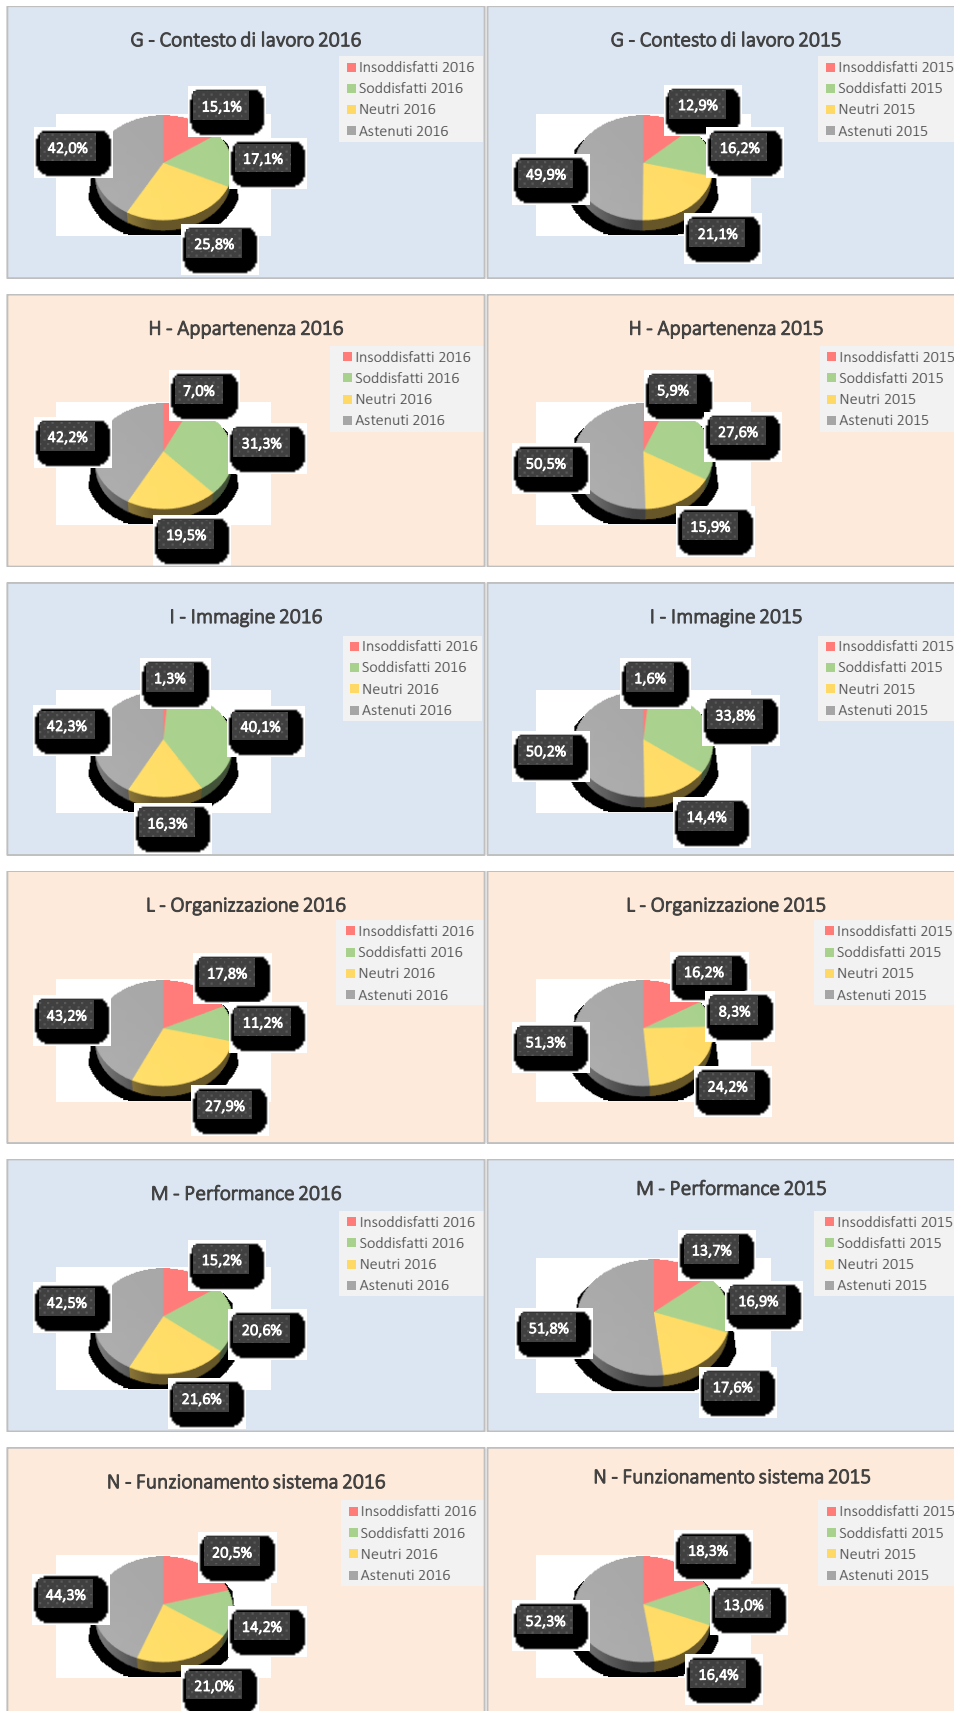 G - Contesto di lavoro 2016
Insoddisfatti 2016
Soddisfatti 2016
Neutri 2016
Astenuti 2016
15,1%
17,1%
25,8%
42,0%
G - Contesto di lavoro 2015
Insoddisfatti 2015
Soddisfatti 2015
Neutri 2015
Astenuti 2015
12,9%
16,2%
21,1%
49,9%
H - Appartenenza 2016
Insoddisfatti 2016
Soddisfatti 2016
Neutri 2016
Astenuti 2016
7,0%
31,3%
19,5%
42,2%
H - Appartenenza 2015
Insoddisfatti 2015
Soddisfatti 2015
Neutri 2015
Astenuti 2015
5,9%
27,6%
15,9%
50,5%
I - Immagine 2016
Insoddisfatti 2016
Soddisfatti 2016
Neutri 2016
Astenuti 2016
1,3%
40,1%
16,3%
42,3%
I - Immagine 2015
Insoddisfatti 2015
Soddisfatti 2015
Neutri 2015
Astenuti 2015
1,6%
33,8%
14,4%
50,2%
L - Organizzazione 2016
Insoddisfatti 2016
Soddisfatti 2016
Neutri 2016
Astenuti 2016
17,8%
11,2%
27,9%
43,2%
L - Organizzazione 2015
Insoddisfatti 2015
Soddisfatti 2015
Neutri 2015
Astenuti 2015
16,2%
8,3%
24,2%
51,3%
M - Performance 2016
Insoddisfatti 2016
Soddisfatti 2016
Neutri 2016
Astenuti 2016
15,2%
20,6%
21,6%
42,5%
M - Performance 2015
Insoddisfatti 2015
Soddisfatti 2015
Neutri 2015
Astenuti 2015
13,7%
16,9%
17,6%
51,8%
N - Funzionamento sistema 2016
Insoddisfatti 2016
Soddisfatti 2016
Neutri 2016
Astenuti 2016
20,5%
14,2%
21,0%
44,3%
N - Funzionamento sistema 2015
Insoddisfatti 2015
Soddisfatti 2015
Neutri 2015
Astenuti 2015
18,3%
13,0%
16,4%
52,3%